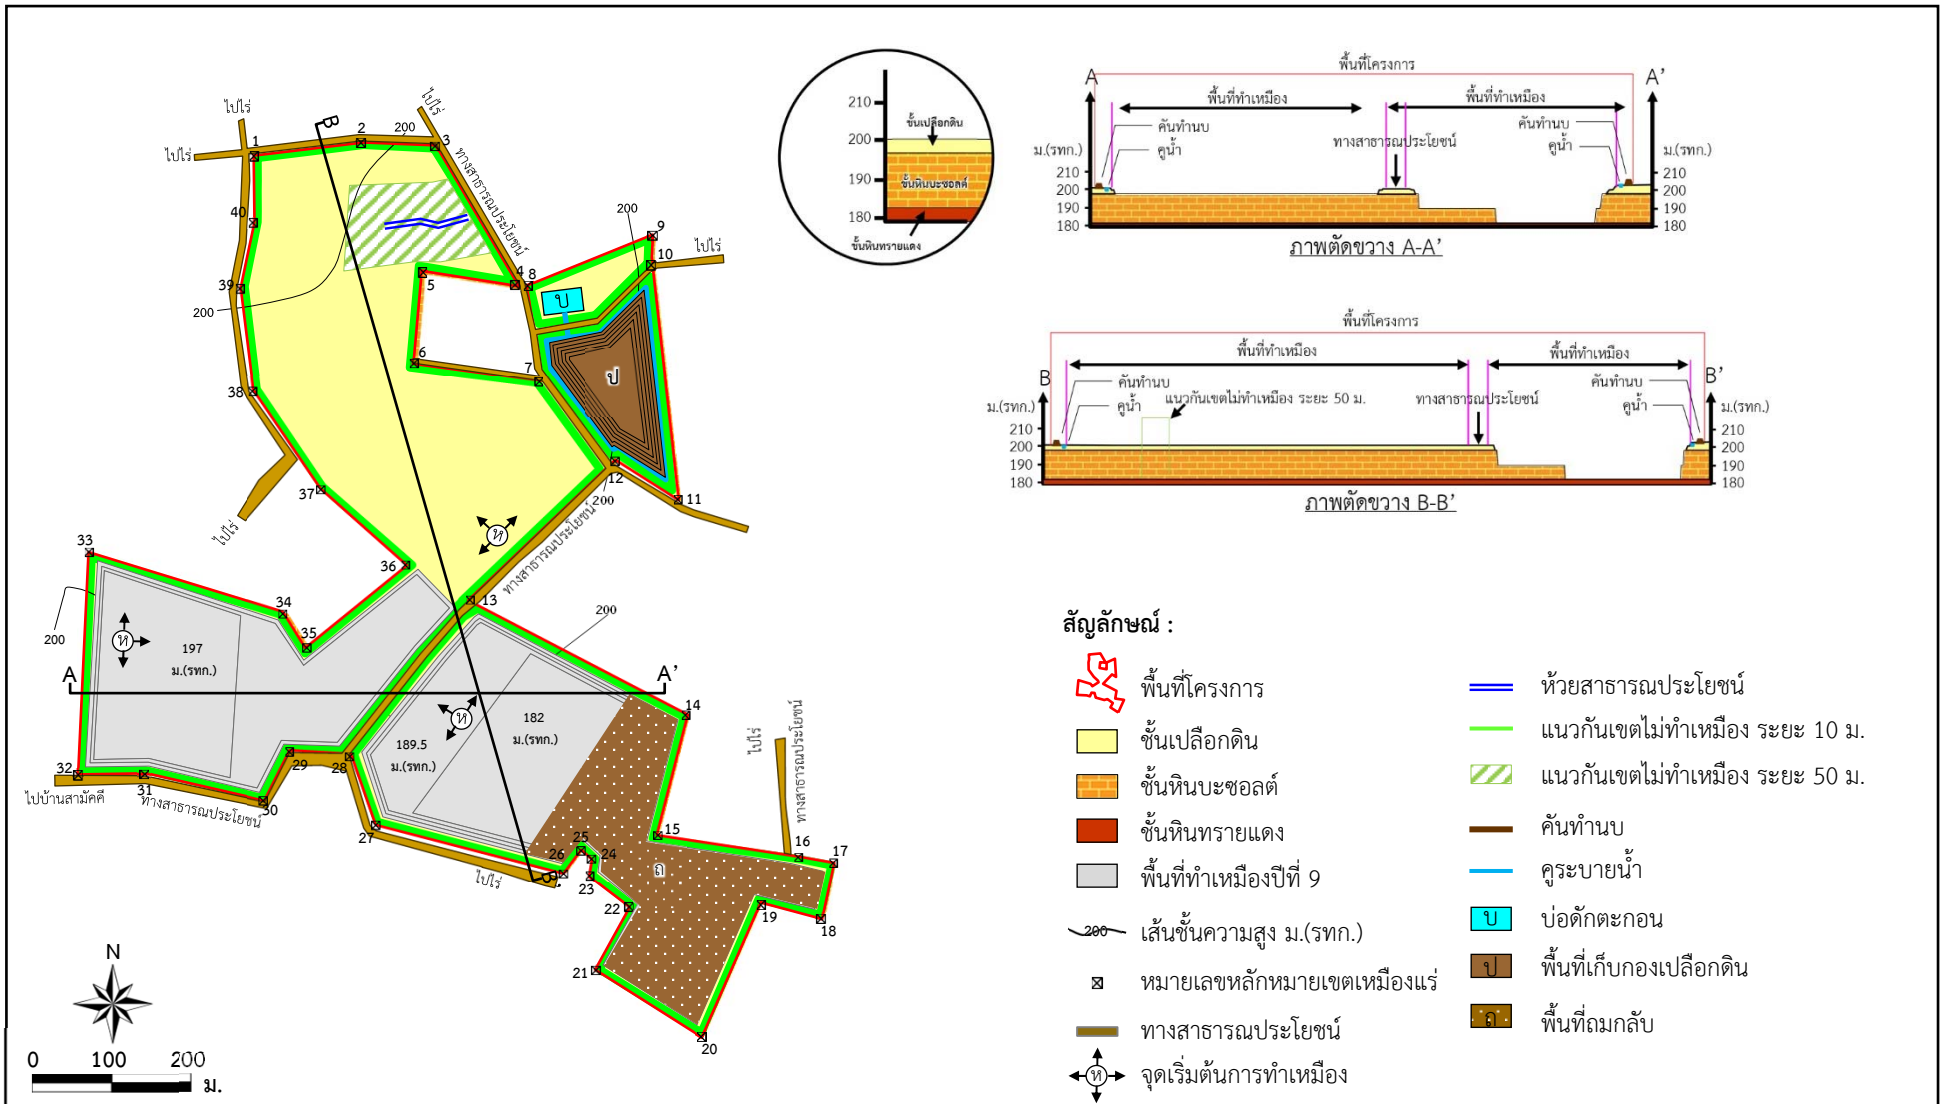 ไปไร่
ไปไร่
ไปไร่
1
2
200
3
B
ทางสาธารณประโยชน์
40
39
200
4
8
5
200
9
10
ไปไร่
บ
6
7
ป
38
12
200
11
37
ไปไร่
ห
ทางสาธารณประโยชน์
33
36
34
13
200
35
200
ห
197
ม.(รทก.)
A
A'
ห
182
ม.(รทก.)
189.5
ม.(รทก.)
14
ไปไร่
ทางสาธารณประโยชน์
32
31
29
28
30
ไปบ้านสามัคคี
ทางสาธารณประโยชน์
27
15
16
17
25
24
26
23
ถ
B'
ไปไร่
22
19
18
21
20
N
0 100 200
ม.
210
200
190
180
ชั้นเปลือกดิน
ชั้นหินบะซอลต์
ชั้นหินทรายแดง
พื้นที่โครงการ
A
A'
พื้นที่ทำเหมือง
พื้นที่ทำเหมือง
คันทำนบ
คูน้ำ
ทางสาธารณประโยชน์
คันทำนบ
คูน้ำ
ม.(รทก.)
210
200
190
180
ม.(รทก.)
210
200
190
180
ภาพตัดขวาง A-A'
พื้นที่โครงการ
พื้นที่ทำเหมือง
พื้นที่ทำเหมือง
B
B'
คันทำนบ
คูน้ำ
แนวกันเขตไม่ทำเหมือง ระยะ 50 ม.
ทางสาธารณประโยชน์
คันทำนบ
คูน้ำ
ม.(รทก.)
210
200
190
180
ม.(รทก.)
210
200
190
180
ภาพตัดขวาง B-B'
สัญลักษณ์ :
พื้นที่โครงการ
ชั้นเปลือกดิน
ชั้นหินบะซอลต์
ชั้นหินทรายแดง
พื้นที่ทำเหมืองปีที่ 9
200 เส้นชั้นความสูง ม.(รทก.)
หมายเลขหลักหมายเขตเหมืองแร่
ทางสาธารณประโยชน์
ห จุดเริ่มต้นการทำเหมือง
ห้วยสาธารณประโยชน์
แนวกันเขตไม่ทำเหมือง ระยะ 10 ม.
แนวกันเขตไม่ทำเหมือง ระยะ 50 ม.
คันทำนบ
คูระบายน้ำ
บ บ่อดักตะกอน
ป พื้นที่เก็บกองเปลือกดิน
ถ พื้นที่ถมกลับ